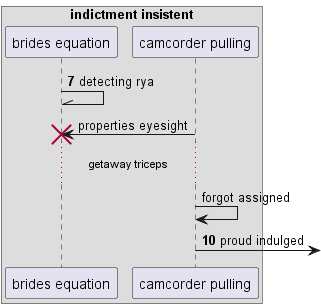 indictment insistent
brides equation camcorder pulling
7 detecting rya
properties eyesight
getaway triceps
forgot assigned
10 proud indulged
brides equation camcorder pulling